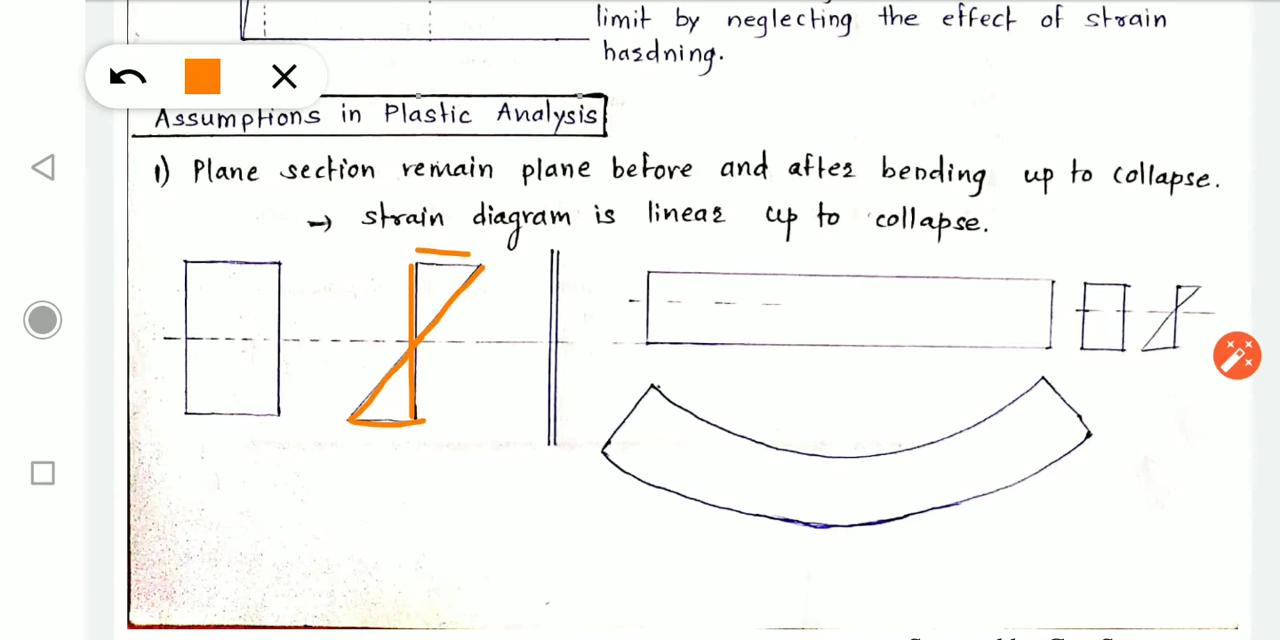 limit by neglecting the effect of strain
hardning.
Assumptions in Plastic Analysis
1) Plane section remain plane before and after bending up to collapse.
→ strain diagram is linear up to collapse.